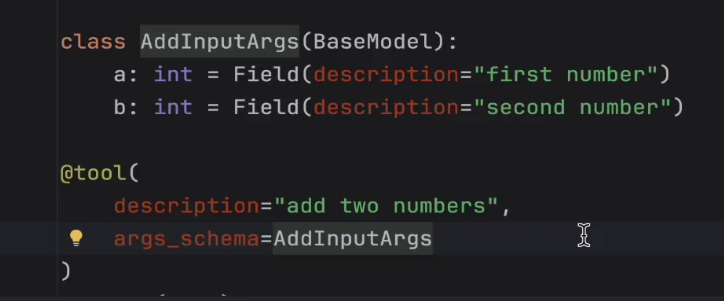 class AddInputArgs(BaseModel):
    a: int = Field(description="first number")
    b: int = Field(description="second number")
@tool(
    description="add two numbers",
    args_schema=AddInputArgs
)